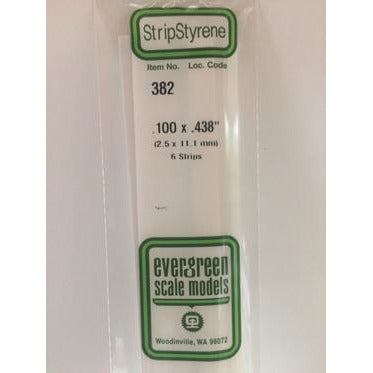 StripStyrene
Item No. Loc. Code
382
.100 x .438"
(2.5 x 11.1 mm)
6 Strips
evergreen
scale models
Woodinville, WA 98072